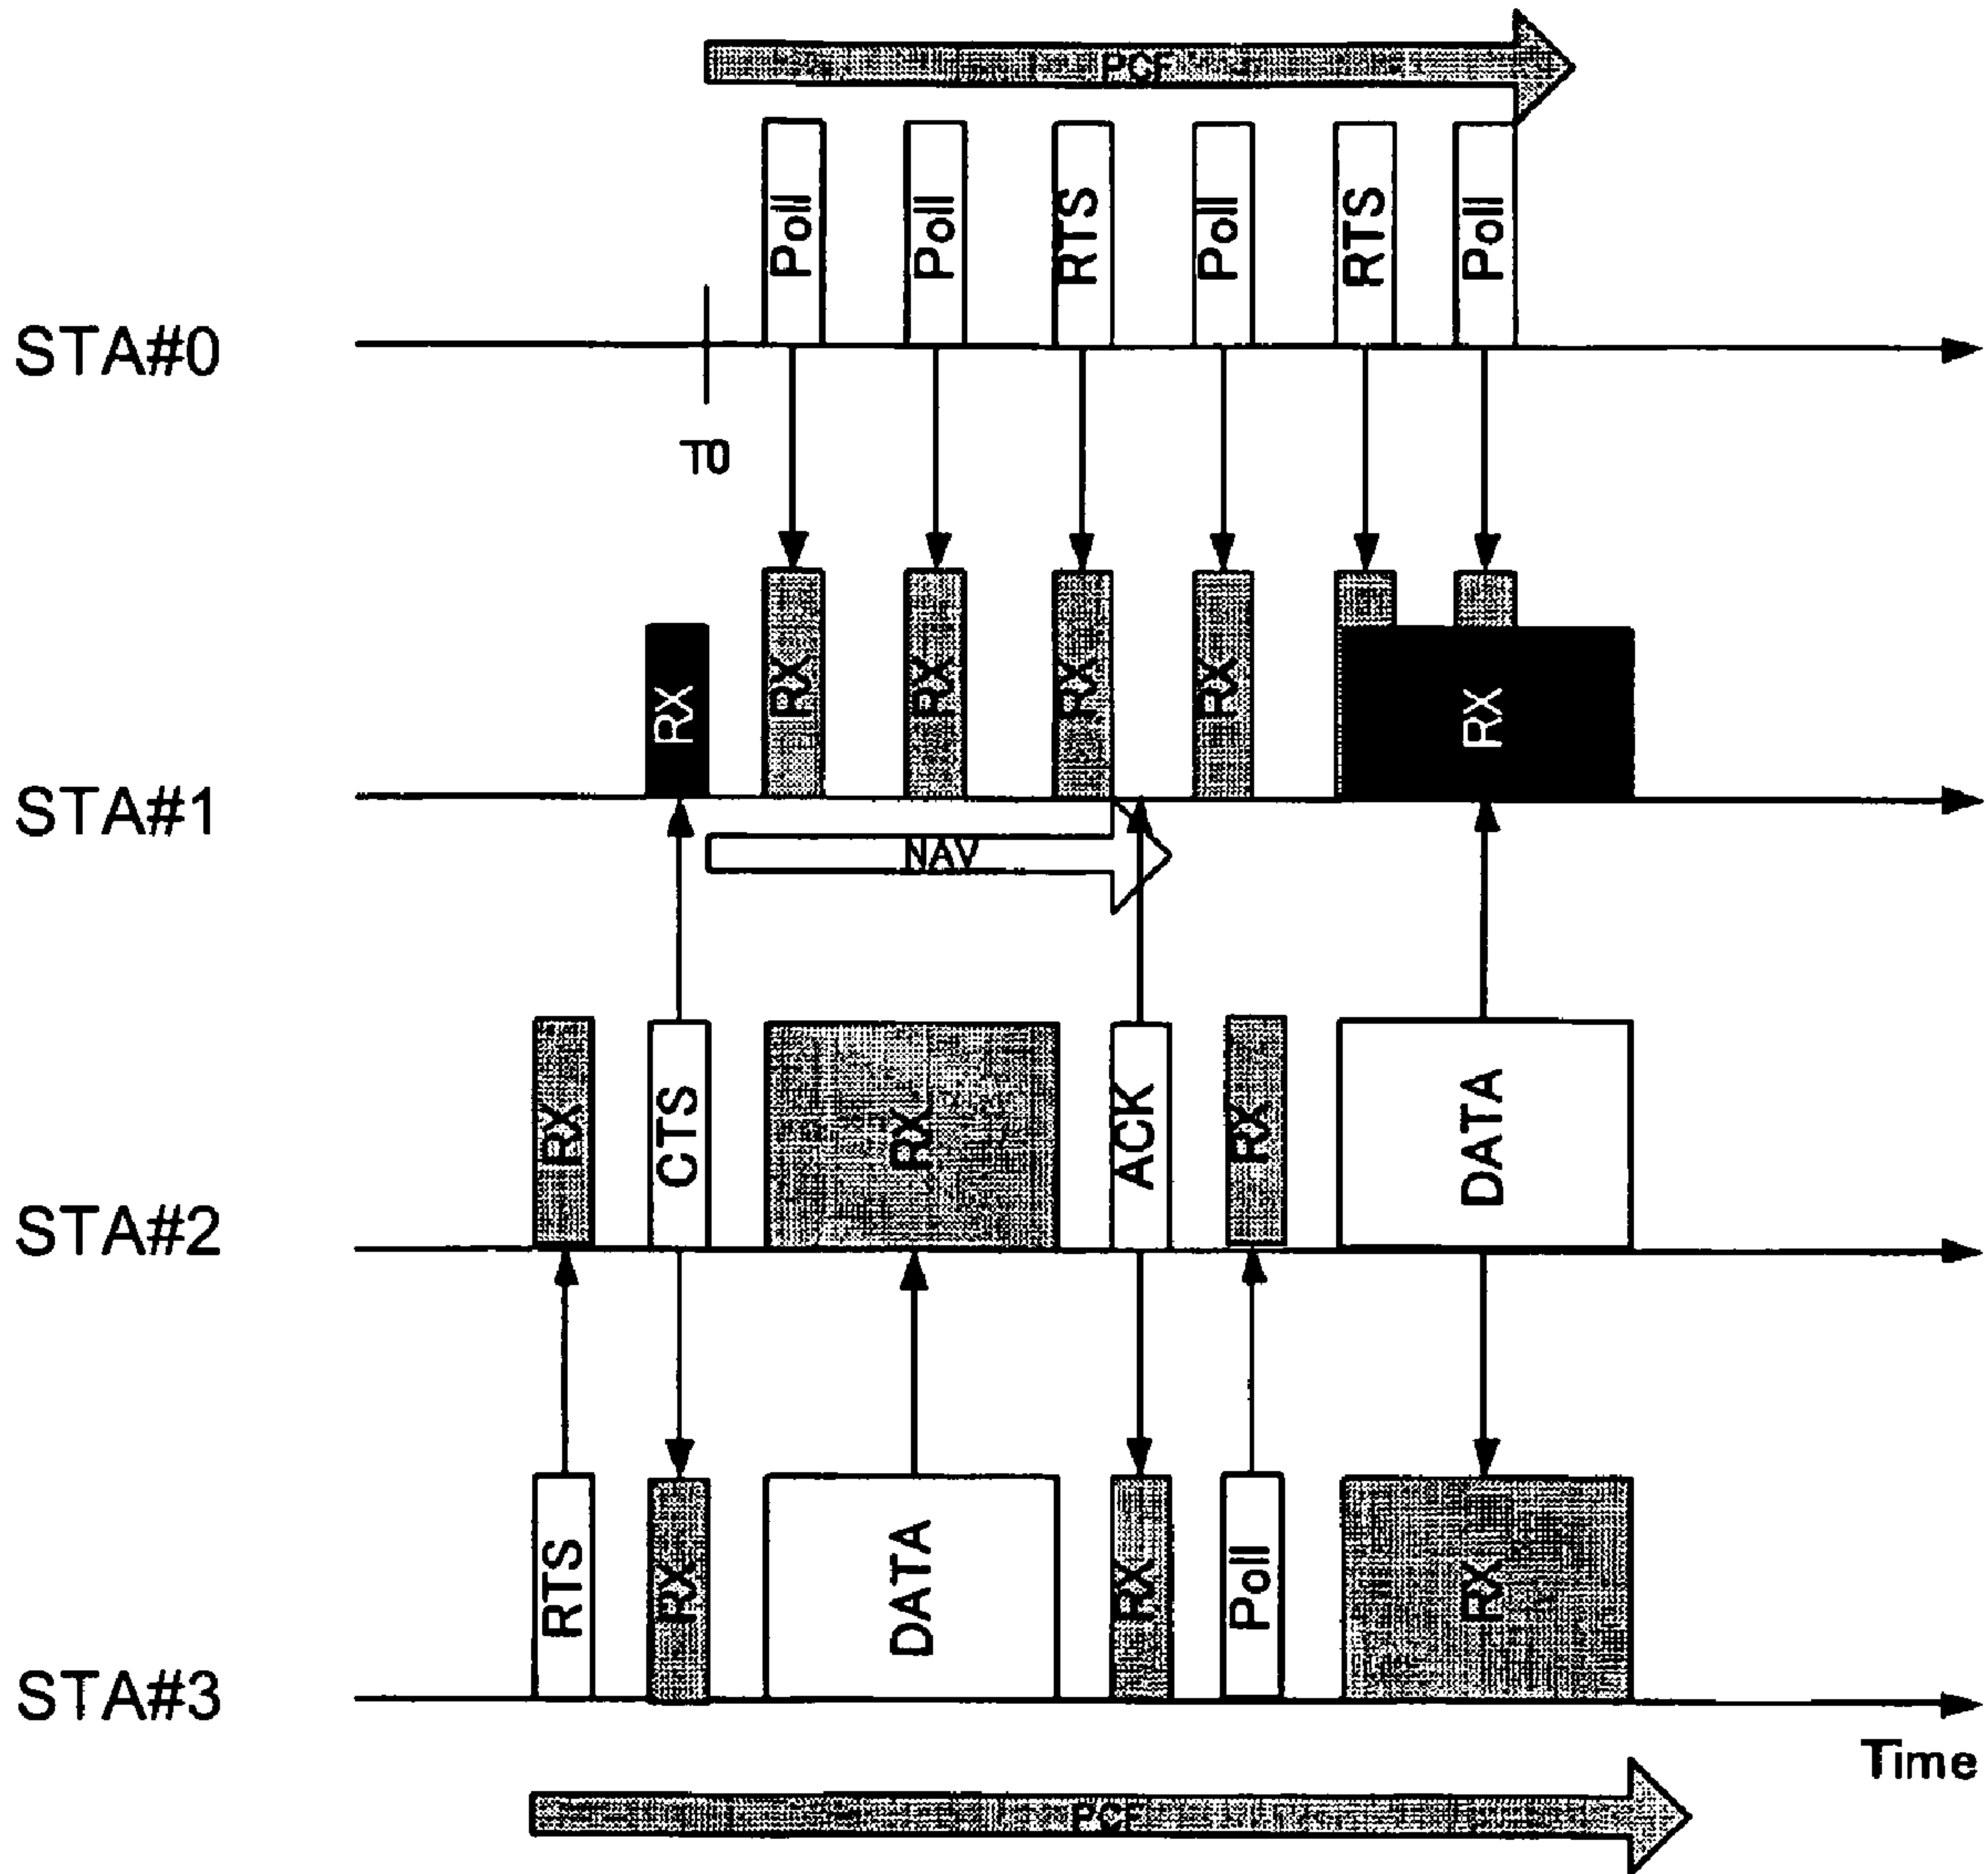 PCF
Poll
Poll
RTS
Poll
RTS
Poll
STA#0
T0
RX
RX
RX
RX
RX
RX
STA#1
NAV
RX
CTS
RX
ACK
RX
DATA
STA#2
RTS
RX
DATA
RX
Poll
RX
STA#3
Time
PCF